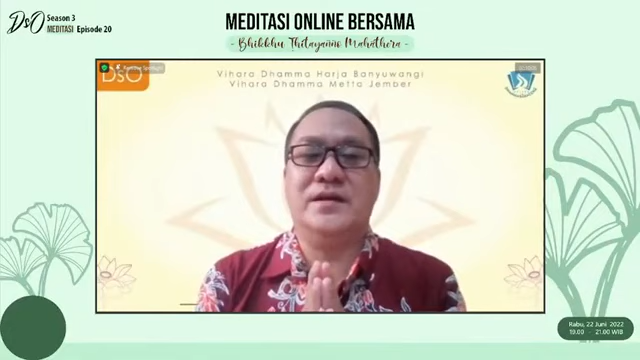 DsO Season 3
MEDITASI Episode 20
MEDITASI ONLINE BERSAMA
- Bhikkhu Thitayanno Mahathera -
DsO
Vihara Dhamma Harja Banyuwangi
Vihara Dhamma Metta Jember
Rabu, 22 Juni 2022
19.00 - 21.00 WIB